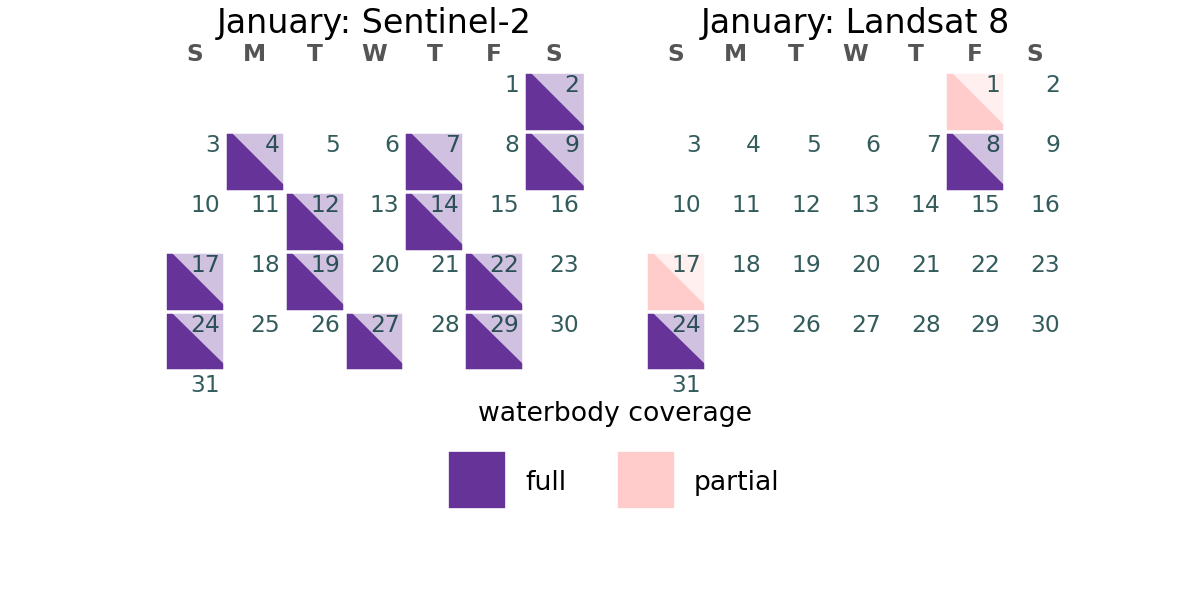 January: Sentinel-2
S M T W T F S
1 2
3 4 5 6 7 8 9
10 11 12 13 14 15 16
17 18 19 20 21 22 23
24 25 26 27 28 29 30
31
January: Landsat 8
S M T W T F S
1 2
3 4 5 6 7 8 9
10 11 12 13 14 15 16
17 18 19 20 21 22 23
24 25 26 27 28 29 30
31
waterbody coverage
full
partial